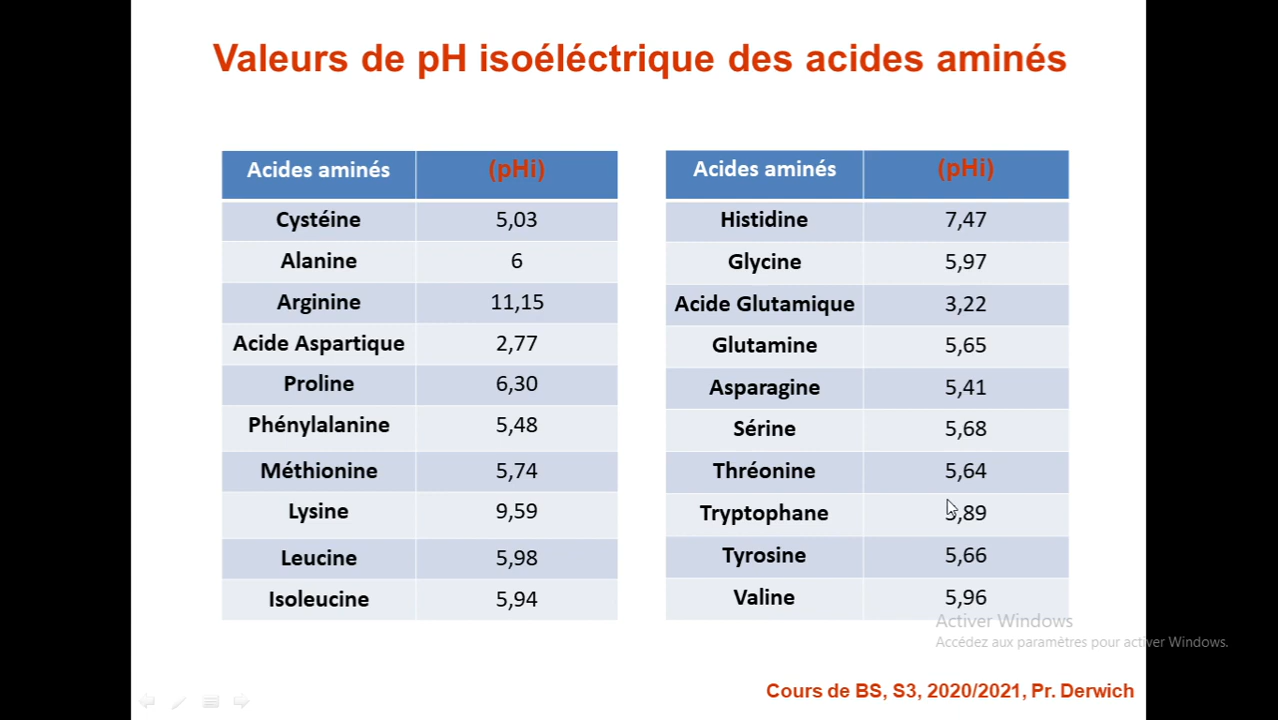 Valeurs de pH isoéléctrique des acides aminés
Acides aminés (pHi)
Cystéine 5,03
Alanine 6
Arginine 11,15
Acide Aspartique 2,77
Proline 6,30
Phénylalanine 5,48
Méthionine 5,74
Lysine 9,59
Leucine 5,98
Isoleucine 5,94
Acides aminés (pHi)
Histidine 7,47
Glycine 5,97
Acide Glutamique 3,22
Glutamine 5,65
Asparagine 5,41
Sérine 5,68
Thréonine 5,64
Tryptophane 5,89
Tyrosine 5,66
Valine 5,96
Activer Windows
Accédez aux paramètres pour activer Windows.
Cours de BS, S3, 2020/2021, Pr. Derwich